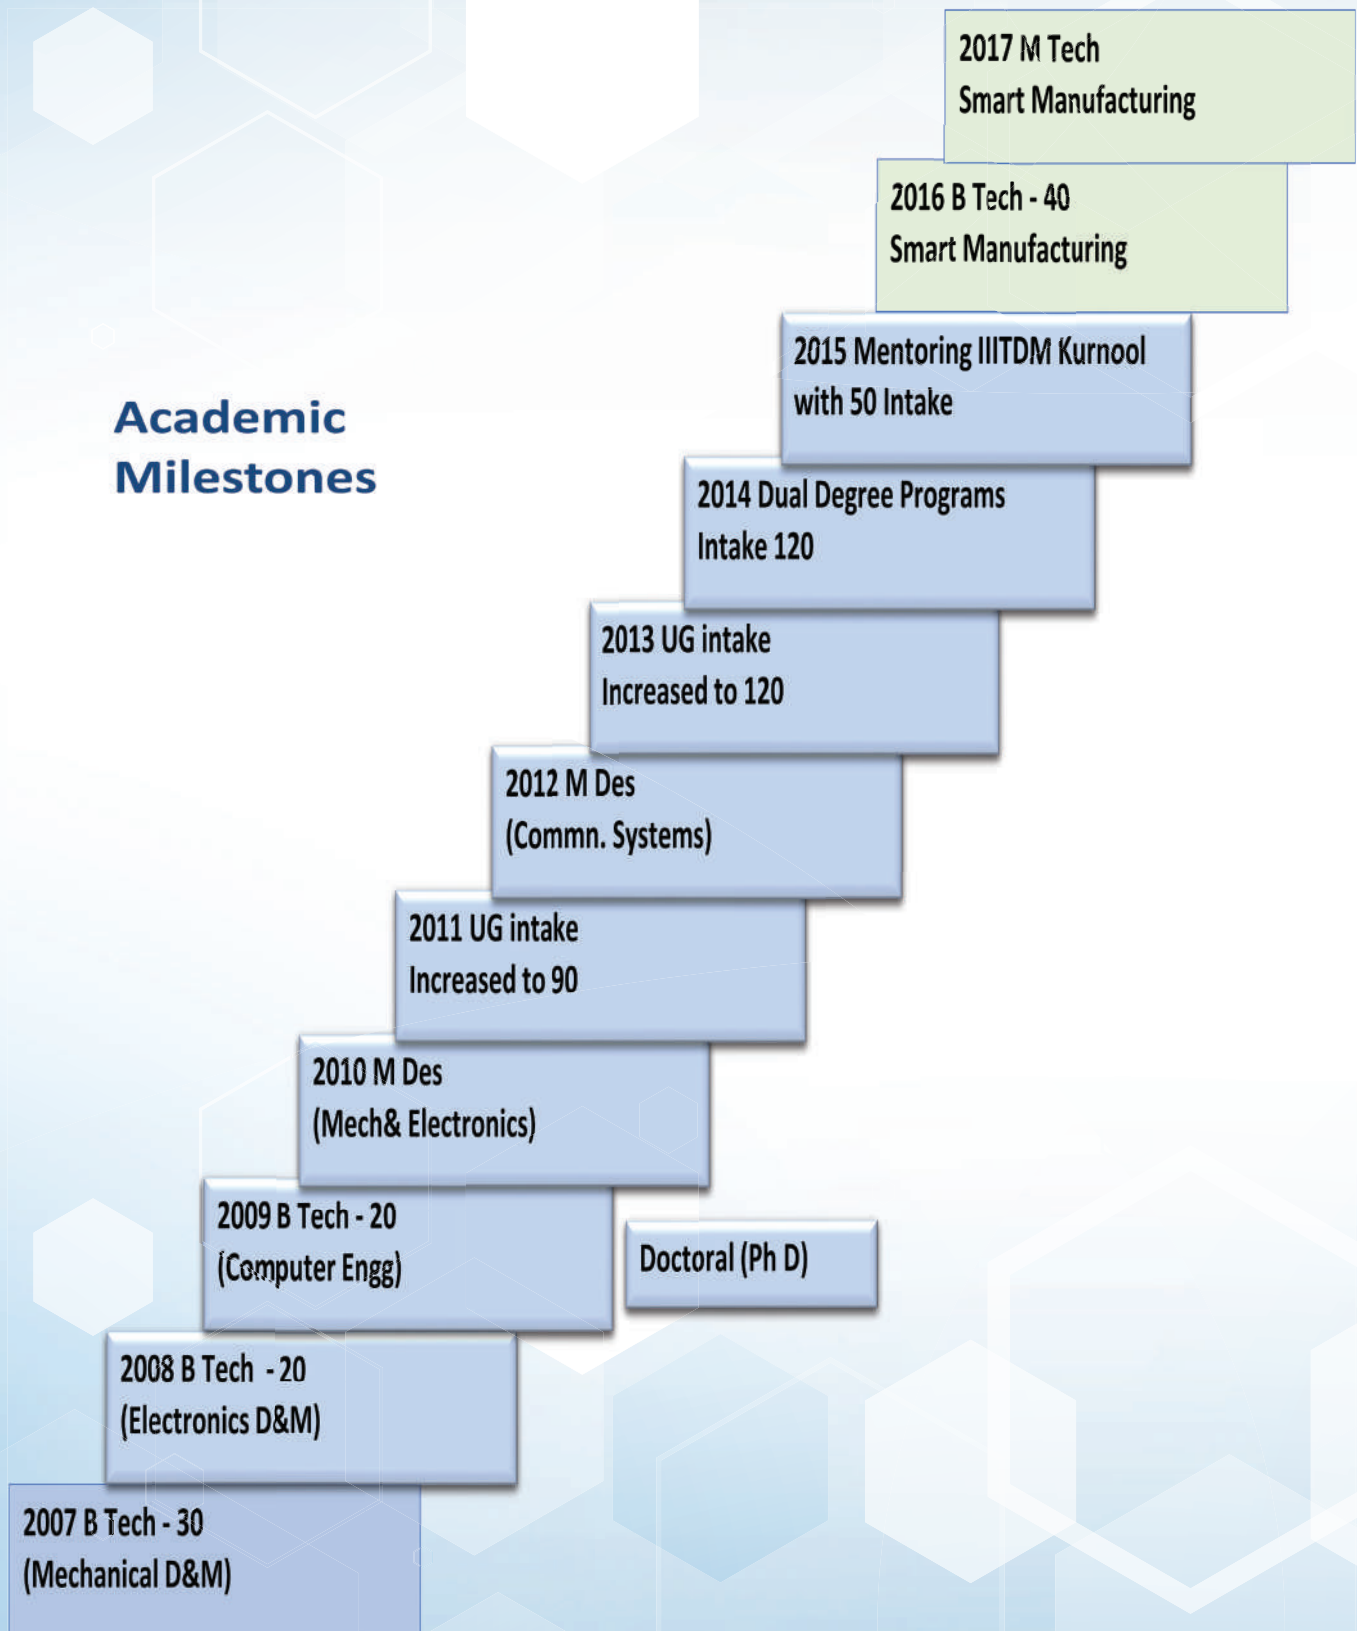 2017 M Tech
Smart Manufacturing
2016 B Tech - 40
Smart Manufacturing
2015 Mentoring IIITDM Kurnool
with 50 Intake
Academic
Milestones
2014 Dual Degree Programs
Intake 120
2013 UG intake
Increased to 120
2012 M Des
(Commn. Systems)
2011 UG intake
Increased to 90
2010 M Des
(Mech& Electronics)
2009 B Tech - 20
(Computer Engg)
Doctoral (Ph D)
2008 B Tech - 20
(Electronics D&M)
2007 B Tech - 30
(Mechanical D&M)